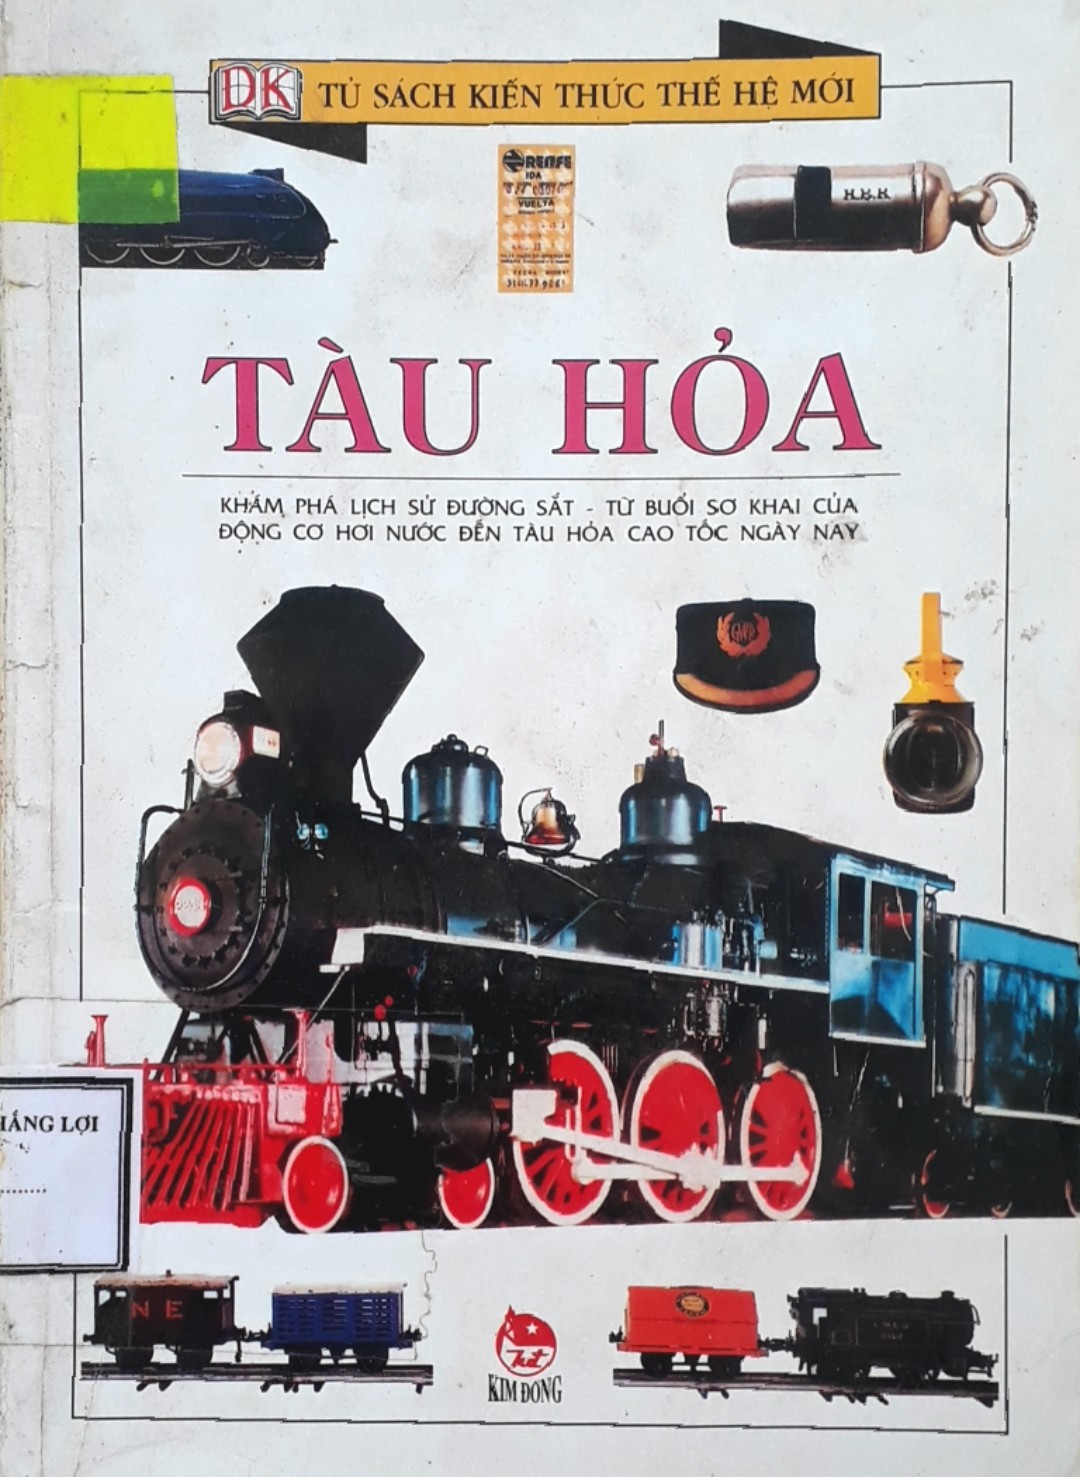 DK TỦ SÁCH KIẾN THỨC THẾ HỆ MỚI
RENFE
IDA
VUELTA
H.B.R
TÀU HỎA
KHÁM PHÁ LỊCH SỬ ĐƯỜNG SẮT - TỪ BUỔI SƠ KHAI CỦA
ĐỘNG CƠ HƠI NƯỚC ĐẾN TÀU HỎA CAO TỐC NGÀY NAY
GWR
HẮNG LỢI
N E
KIM ĐỒNG